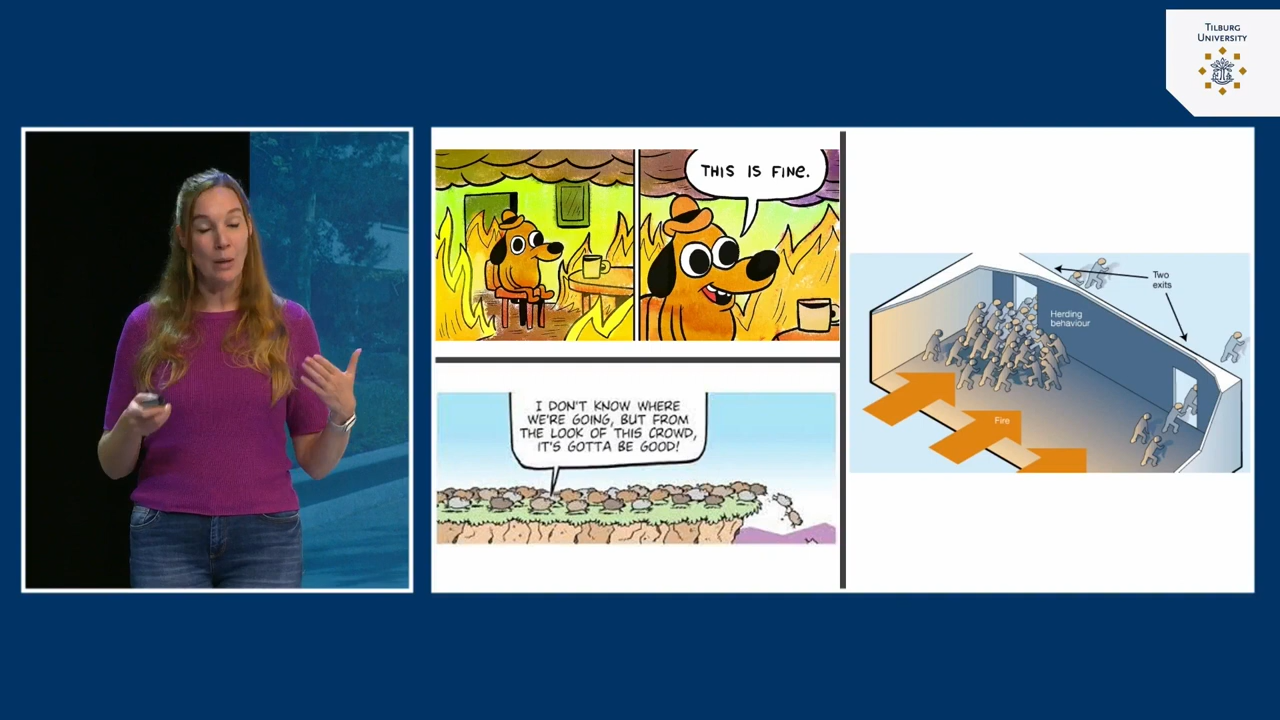 TILBURG
UNIVERSITY
THIS IS FINE.
I DON'T KNOW WHERE
WE'RE GOING, BUT FROM
THE LOOK OF THIS CROWD,
IT'S GOTTA BE GOOD!
Two
exits
Herding
behaviour
Fire